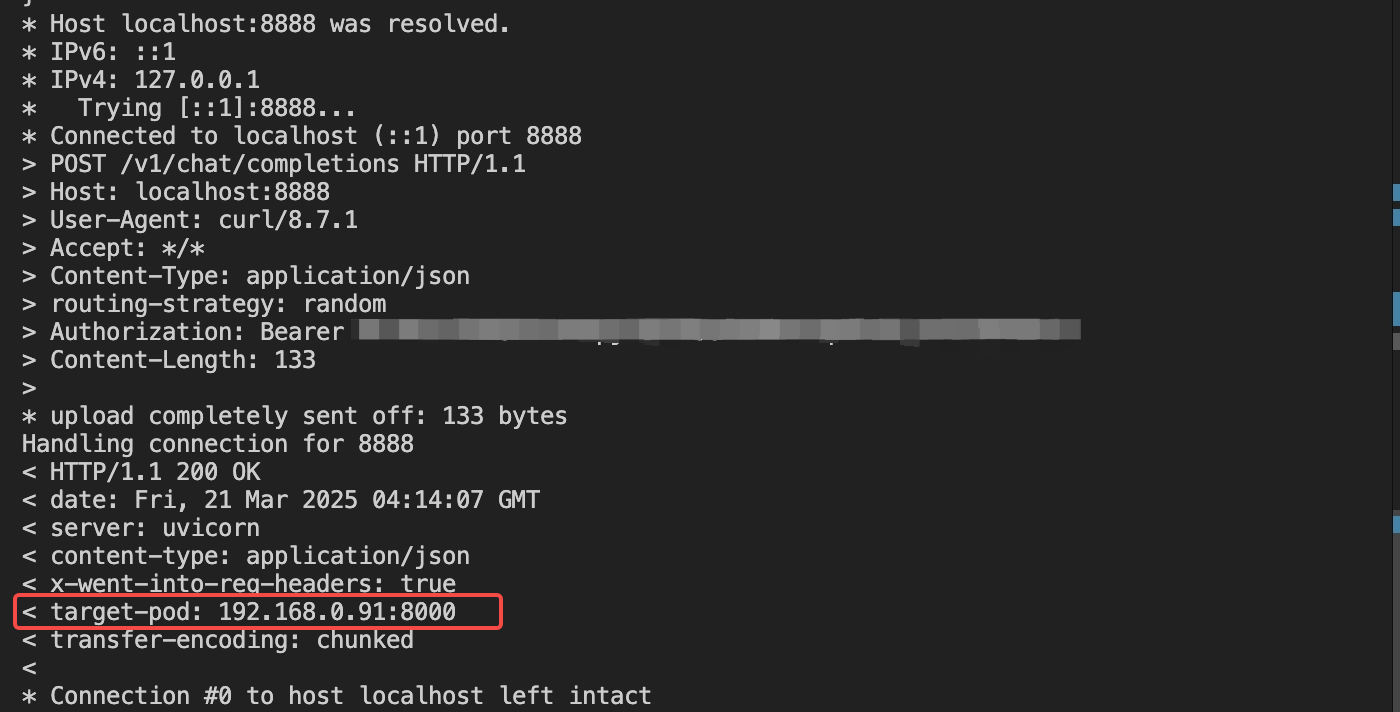 * Host localhost:8888 was resolved.
* IPv6: ::1
* IPv4: 127.0.0.1
*   Trying [::1]:8888...
* Connected to localhost (::1) port 8888
> POST /v1/chat/completions HTTP/1.1
> Host: localhost:8888
> User-Agent: curl/8.7.1
> Accept: */*
> Content-Type: application/json
> routing-strategy: random
> Authorization: Bearer
> Content-Length: 133
>
* upload completely sent off: 133 bytes
Handling connection for 8888
< HTTP/1.1 200 OK
< date: Fri, 21 Mar 2025 04:14:07 GMT
< server: uvicorn
< content-type: application/json
< x-went-into-req-headers: true
< target-pod: 192.168.0.91:8000
< transfer-encoding: chunked
<
* Connection #0 to host localhost left intact